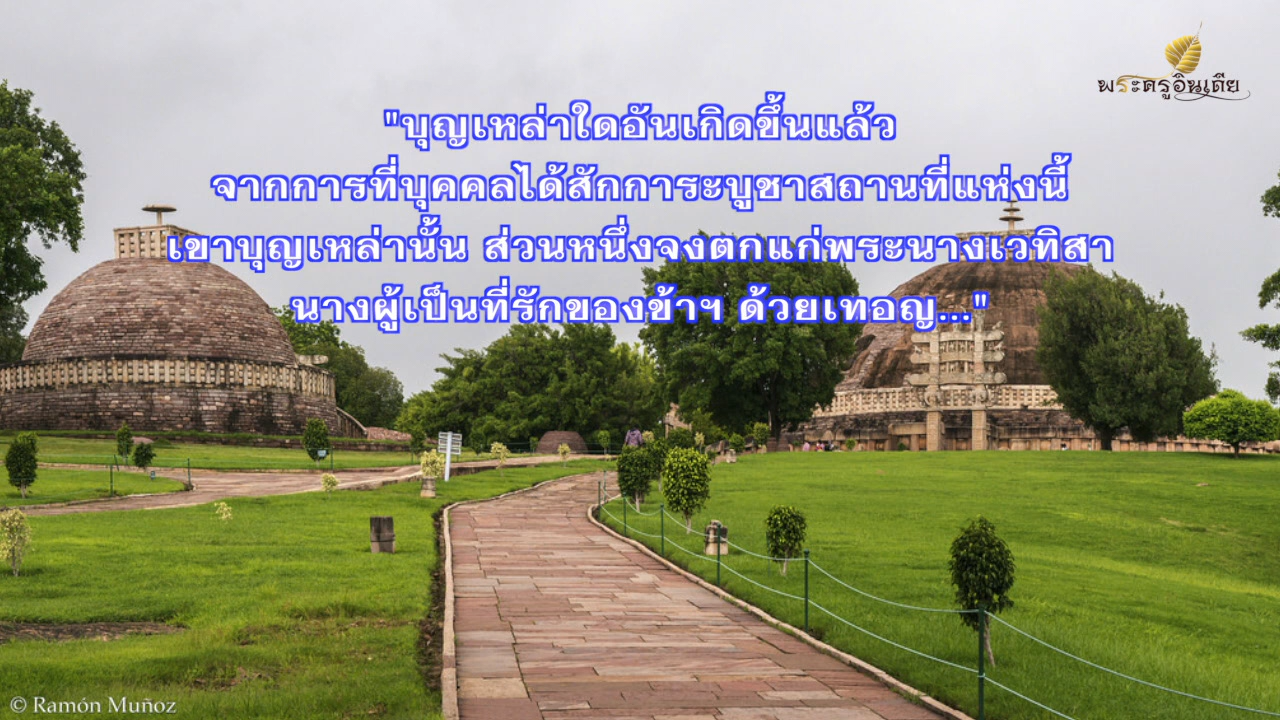 พระครูอินเดีย
"บุญเหล่าใดอันเกิดขึ้นแล้ว
จากการที่บุคคลได้สักการะบูชาสถานที่แห่งนี้
เขาบุญเหล่านั้น ส่วนหนึ่งจงตกแก่พระนางเวทิสา
นางผู้เป็นที่รักของข้าฯ ด้วยเทอญ..."
© Ramón Muñoz